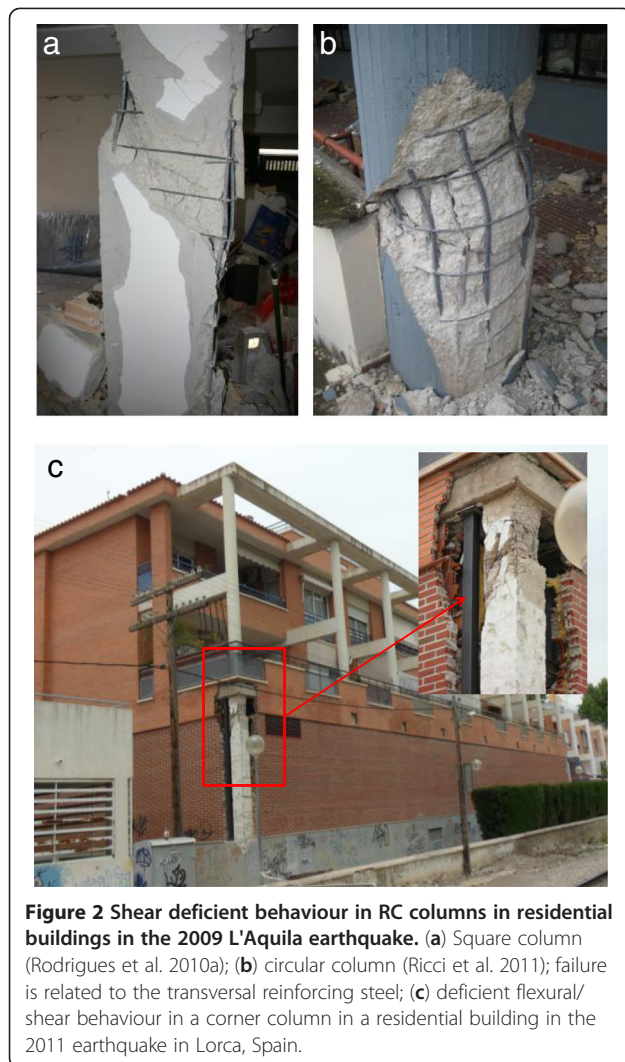 a
b
c
Figure 2 Shear deficient behaviour in RC columns in residential
buildings in the 2009 L'Aquila earthquake. (a) Square column
(Rodrigues et al. 2010a); (b) circular column (Ricci et al. 2011); failure
is related to the transversal reinforcing steel; (c) deficient flexural/
shear behaviour in a corner column in a residential building in the
2011 earthquake in Lorca, Spain.